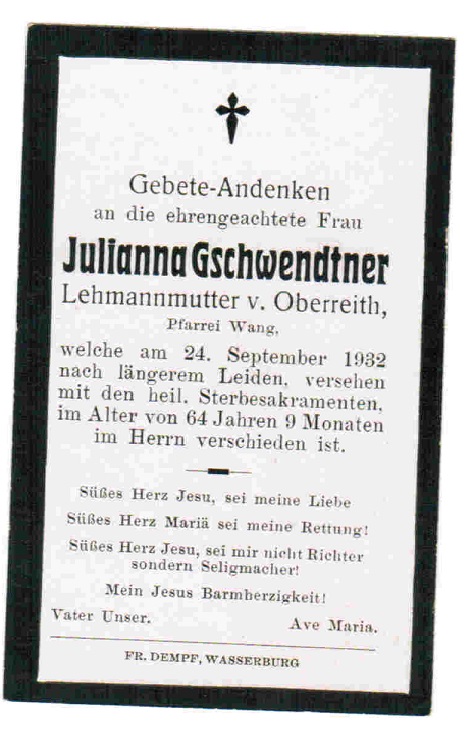 Gebete-Andenken
an die ehrengeachtete Frau
Julianna Gschwendtner
Lehmannmutter v. Oberreith,
Pfarrei Wang,
welche am 24. September 1932
nach längerem Leiden, versehen
mit den heil. Sterbesakramenten,
im Alter von 64 Jahren 9 Monaten
im Herrn verschieden ist.
Süßes Herz Jesu, sei meine Liebe
Süßes Herz Mariä sei meine Rettung!
Süßes Herz Jesu, sei mir nicht Richter
sondern Seligmacher!
Mein Jesus Barmherzigkeit!
Vater Unser. Ave Maria.
FR. DEMPF, WASSERBURG